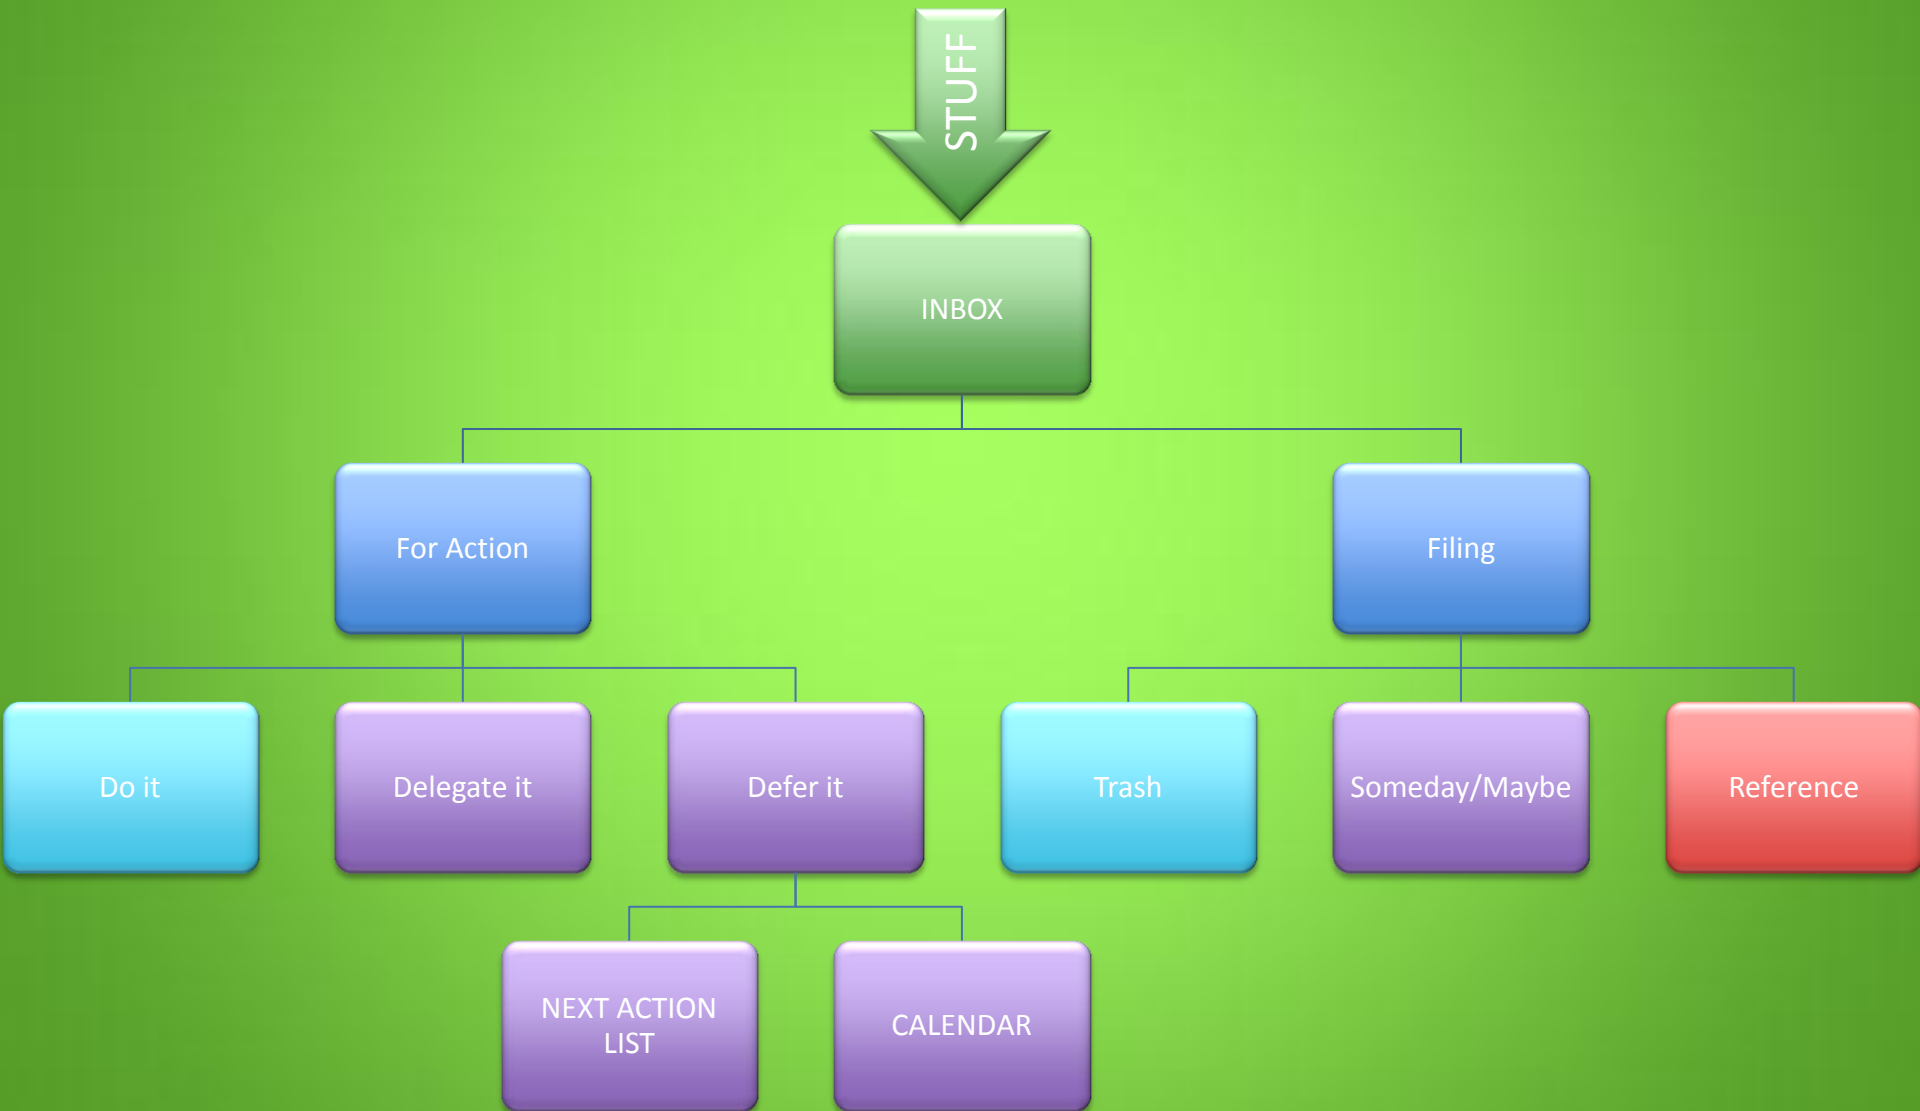 STUFF
INBOX
For Action
Filing
Do it
Delegate it
Defer it
Trash
Someday/Maybe
Reference
NEXT ACTION
LIST
CALENDAR